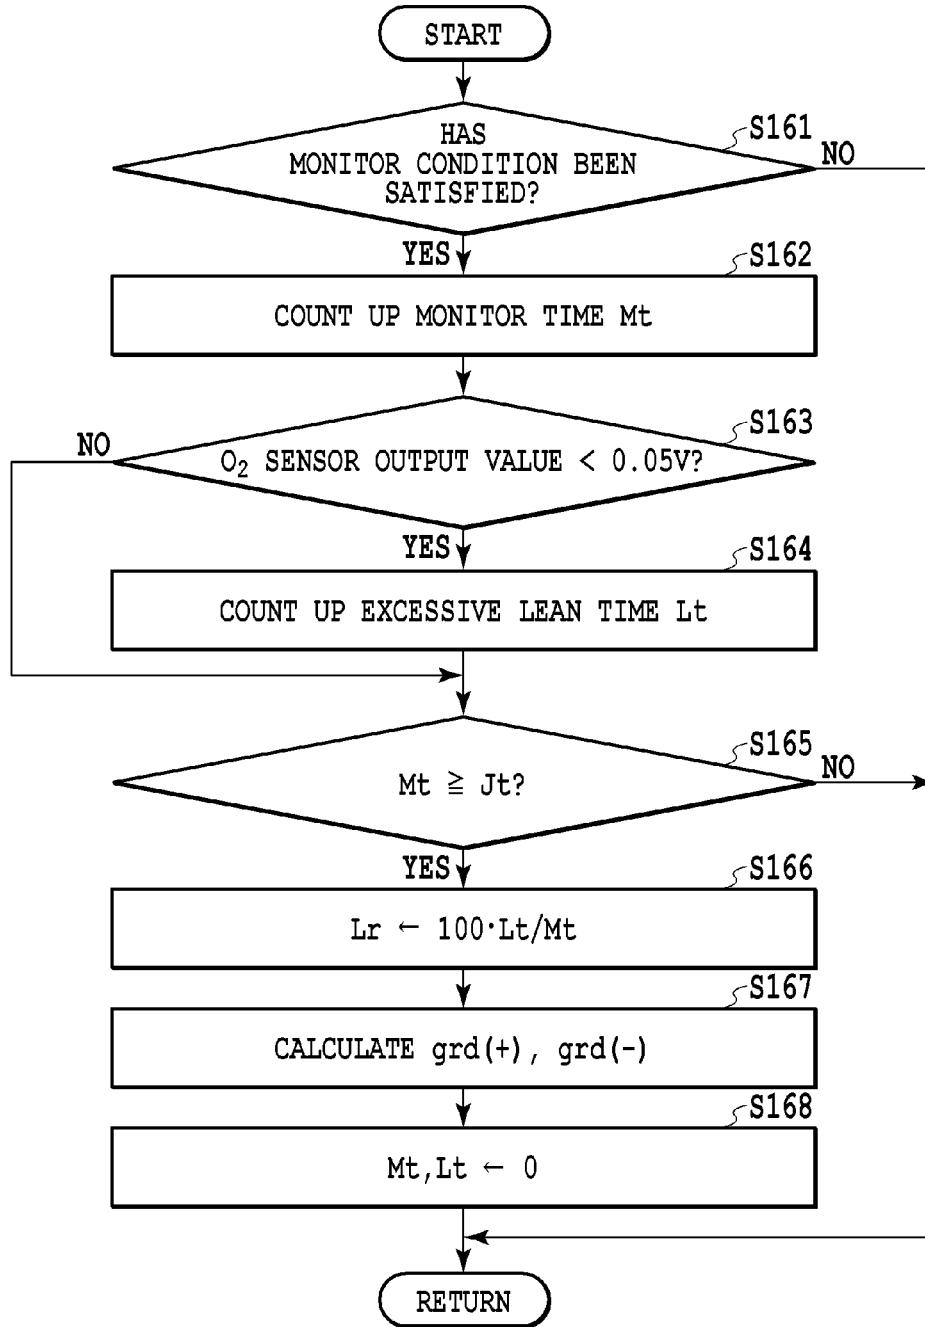 START
S161
HAS
MONITOR CONDITION BEEN
SATISFIED?
NO
YES
S162
COUNT UP MONITOR TIME Mt
S163
NO
O₂ SENSOR OUTPUT VALUE < 0.05V?
YES
S164
COUNT UP EXCESSIVE LEAN TIME Lt
S165
Mt ≧ Jt?
NO
YES
S166
Lr ← 100·Lt/Mt
S167
CALCULATE grd(+), grd(-)
S168
Mt,Lt ← 0
RETURN